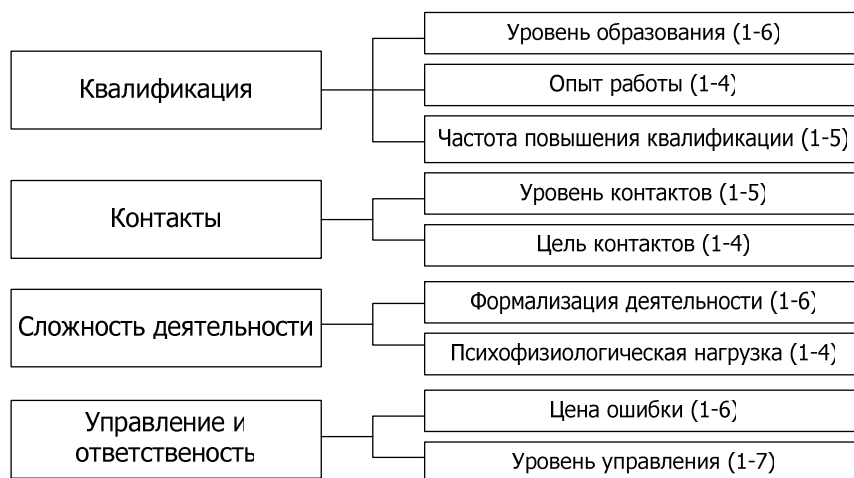 Квалификация
Уровень образования (1-6)
Опыт работы (1-4)
Частота повышения квалификации (1-5)
Контакты
Уровень контактов (1-5)
Цель контактов (1-4)
Сложность деятельности
Формализация деятельности (1-6)
Психофизиологическая нагрузка (1-4)
Управление и
ответственость
Цена ошибки (1-6)
Уровень управления (1-7)